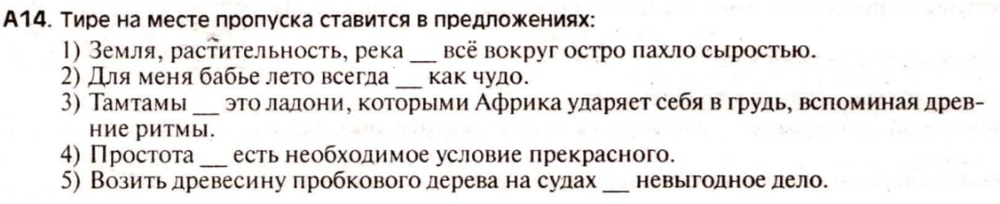 А14. Тире на месте пропуска ставится в предложениях:
1) Земля, растительность, река __ всё вокруг остро пахло сыростью.
2) Для меня бабье лето всегда __ как чудо.
3) Тамтамы __ это ладони, которыми Африка ударяет себя в грудь, вспоминая древ-
ние ритмы.
4) Простота __ есть необходимое условие прекрасного.
5) Возить древесину пробкового дерева на судах __ невыгодное дело.